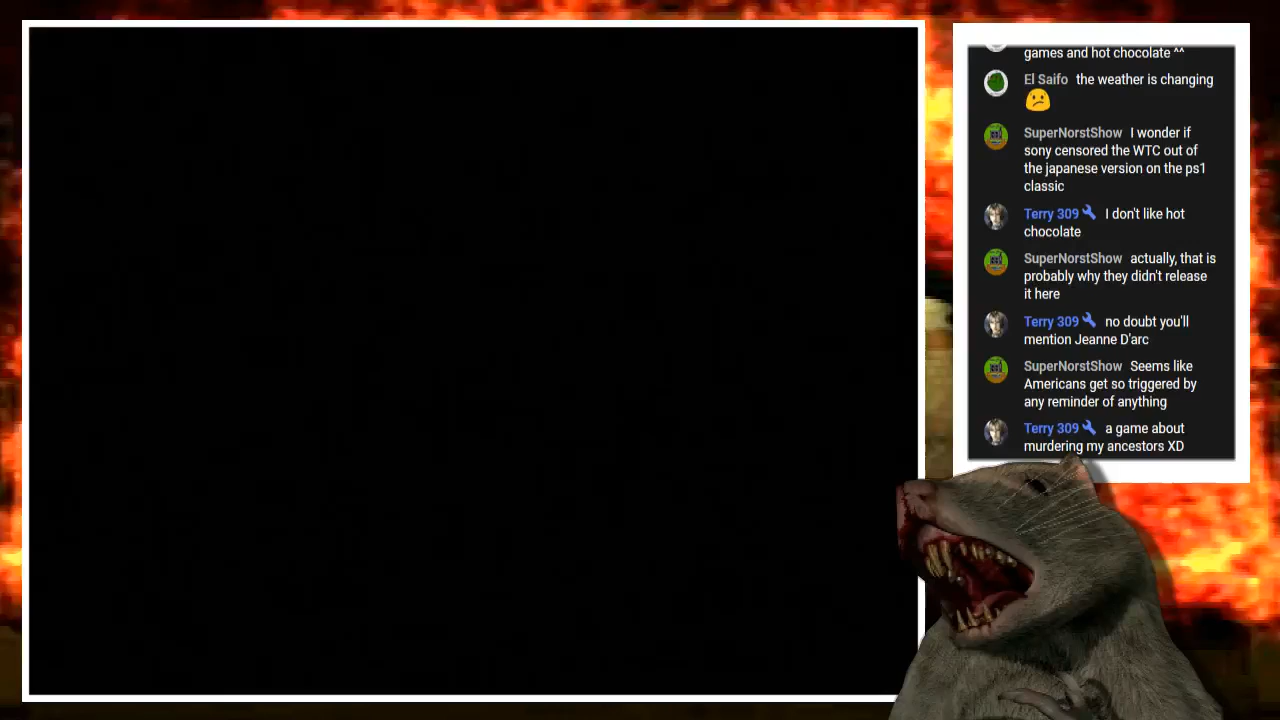 games and hot chocolate ^^
El Saifo the weather is changing
SuperNorstShow I wonder if
sony censored the WTC out of
the japanese version on the ps1
classic
Terry 309 I don't like hot
chocolate
SuperNorstShow actually, that is
probably why they didn't release
it here
Terry 309 no doubt you'll
mention Jeanne D'arc
SuperNorstShow Seems like
Americans get so triggered by
any reminder of anything
Terry 309 a game about
murdering my ancestors XD